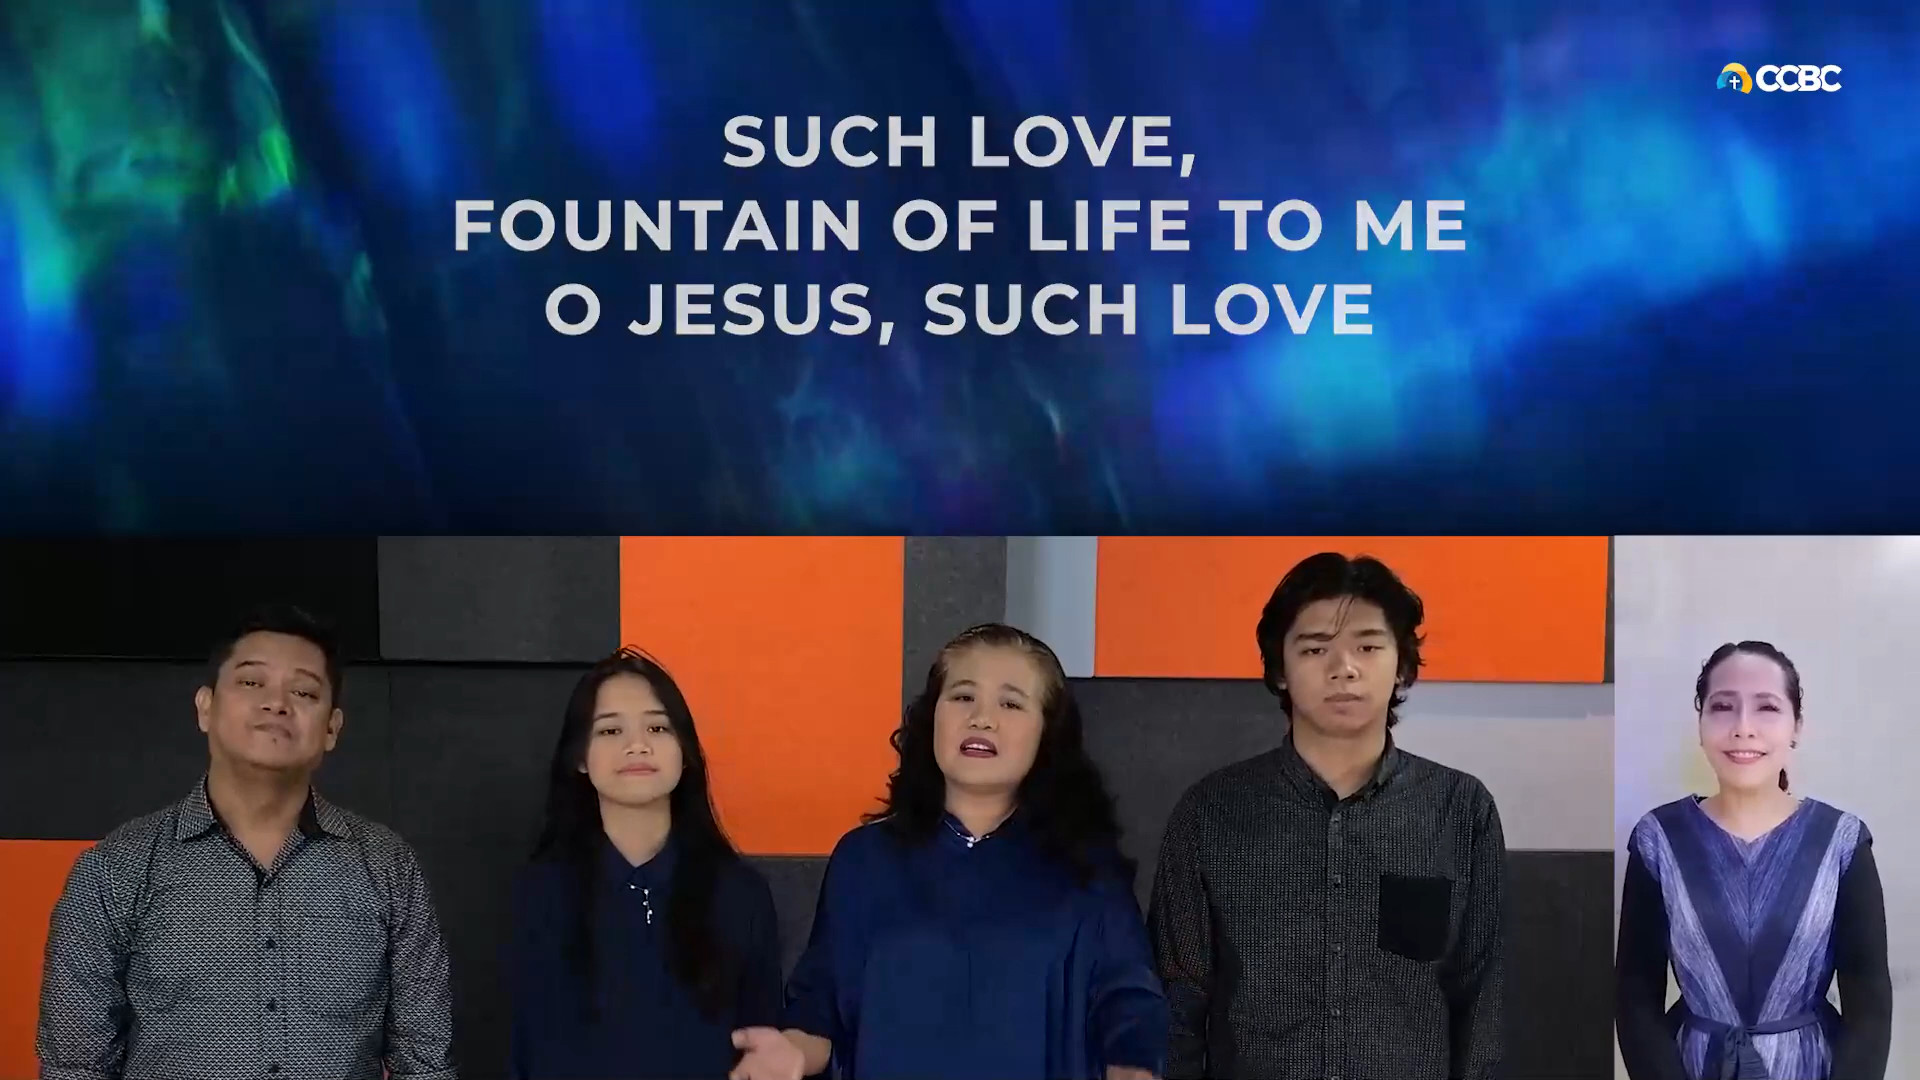 CCBC
SUCH LOVE,
FOUNTAIN OF LIFE TO ME
O JESUS, SUCH LOVE